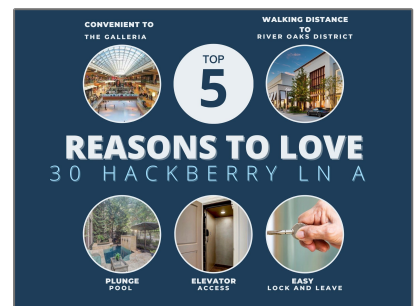 CONVENIENT TO
THE GALLERIA
TOP
5
WALKING DISTANCE
TO
RIVER OAKS DISTRICT
REASONS TO LOVE
30 HACKBERRY LN A
PLUNGE
POOL
ELEVATOR
ACCESS
EASY
LOCK AND LEAVE